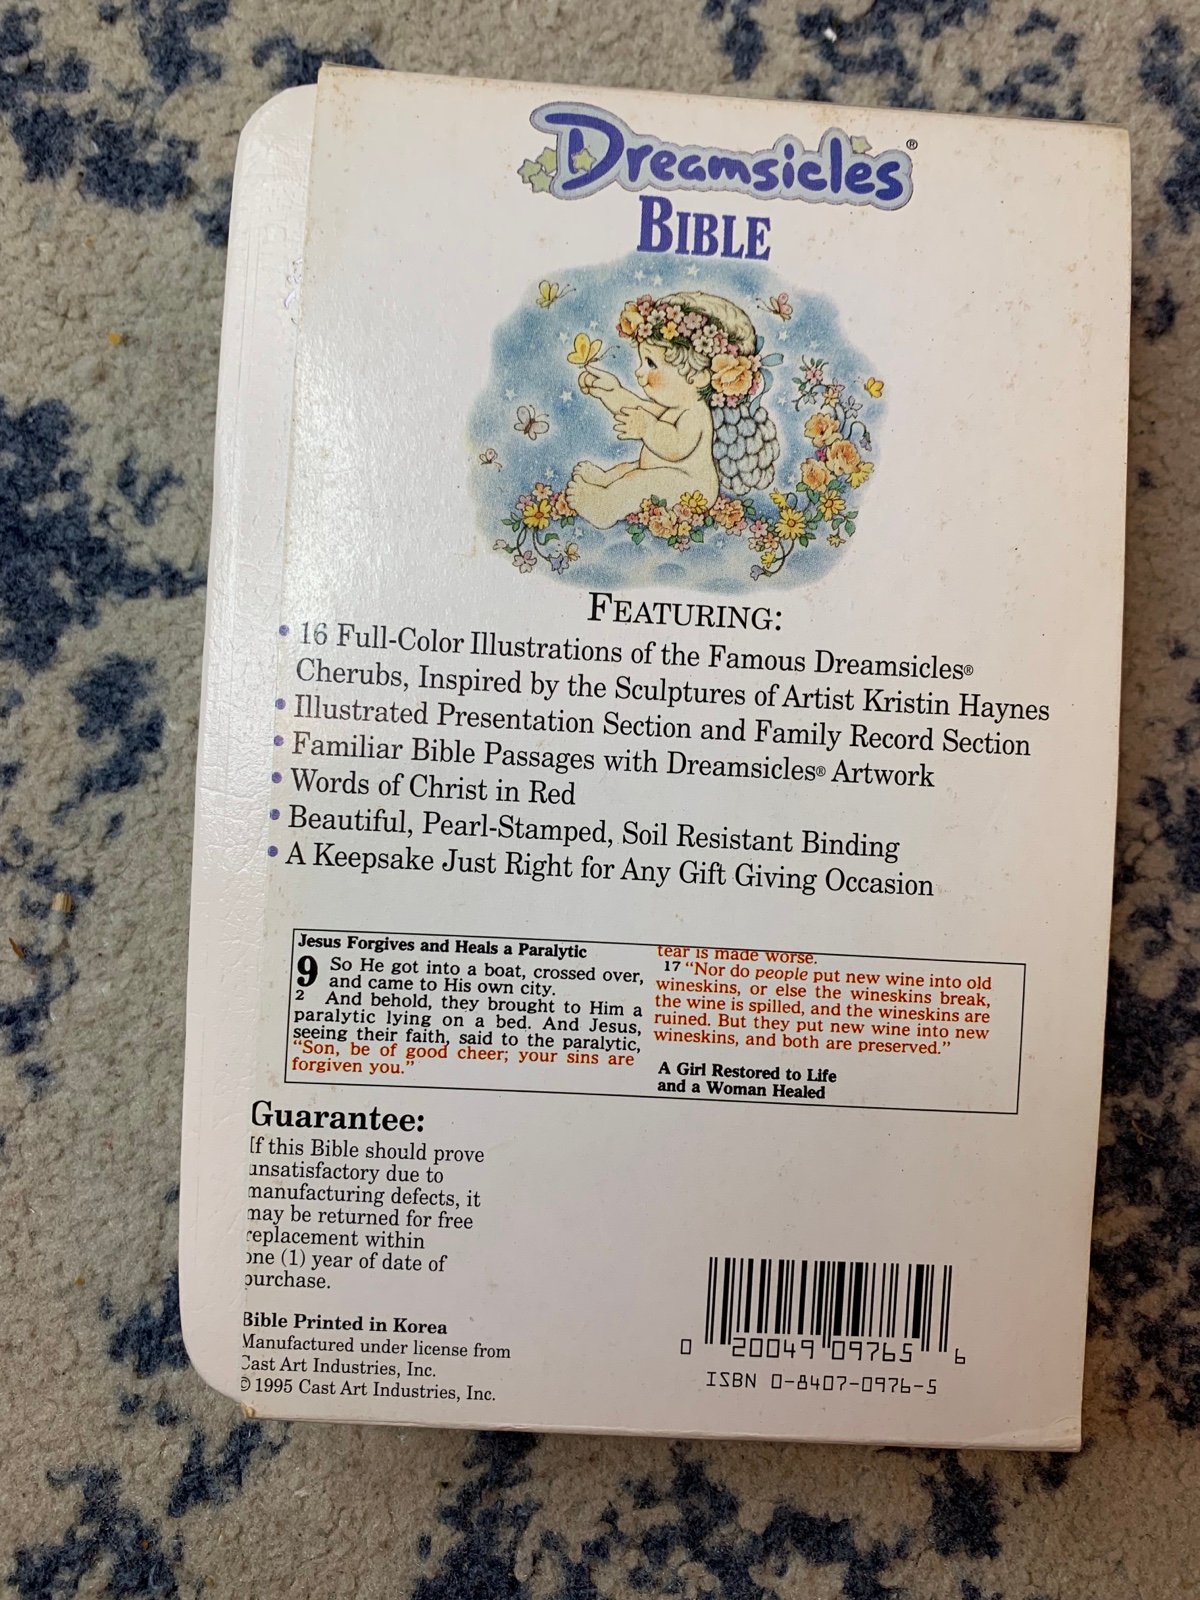 Dreamsicles®
BIBLE
FEATURING:
• 16 Full-Color Illustrations of the Famous Dreamsicles®
Cherubs, Inspired by the Sculptures of Artist Kristin Haynes
• Illustrated Presentation Section and Family Record Section
• Familiar Bible Passages with Dreamsicles® Artwork
• Words of Christ in Red
• Beautiful, Pearl-Stamped, Soil Resistant Binding
• A Keepsake Just Right for Any Gift Giving Occasion
Jesus Forgives and Heals a Paralytic
9 So He got into a boat, crossed over,
and came to His own city.
2 And behold, they brought to Him a
paralytic lying on a bed. And Jesus,
seeing their faith, said to the paralytic,
“Son, be of good cheer; your sins are
forgiven you.”
tear is made worse.
17 “Nor do people put new wine into old
wineskins, or else the wineskins break,
the wine is spilled, and the wineskins are
ruined. But they put new wine into new
wineskins, and both are preserved.”
A Girl Restored to Life
and a Woman Healed
Guarantee:
If this Bible should prove
unsatisfactory due to
manufacturing defects, it
may be returned for free
replacement within
one (1) year of date of
purchase.
Bible Printed in Korea
Manufactured under license from
Cast Art Industries, Inc.
© 1995 Cast Art Industries, Inc.
0 20049 09765 6
ISBN 0-8407-0976-5